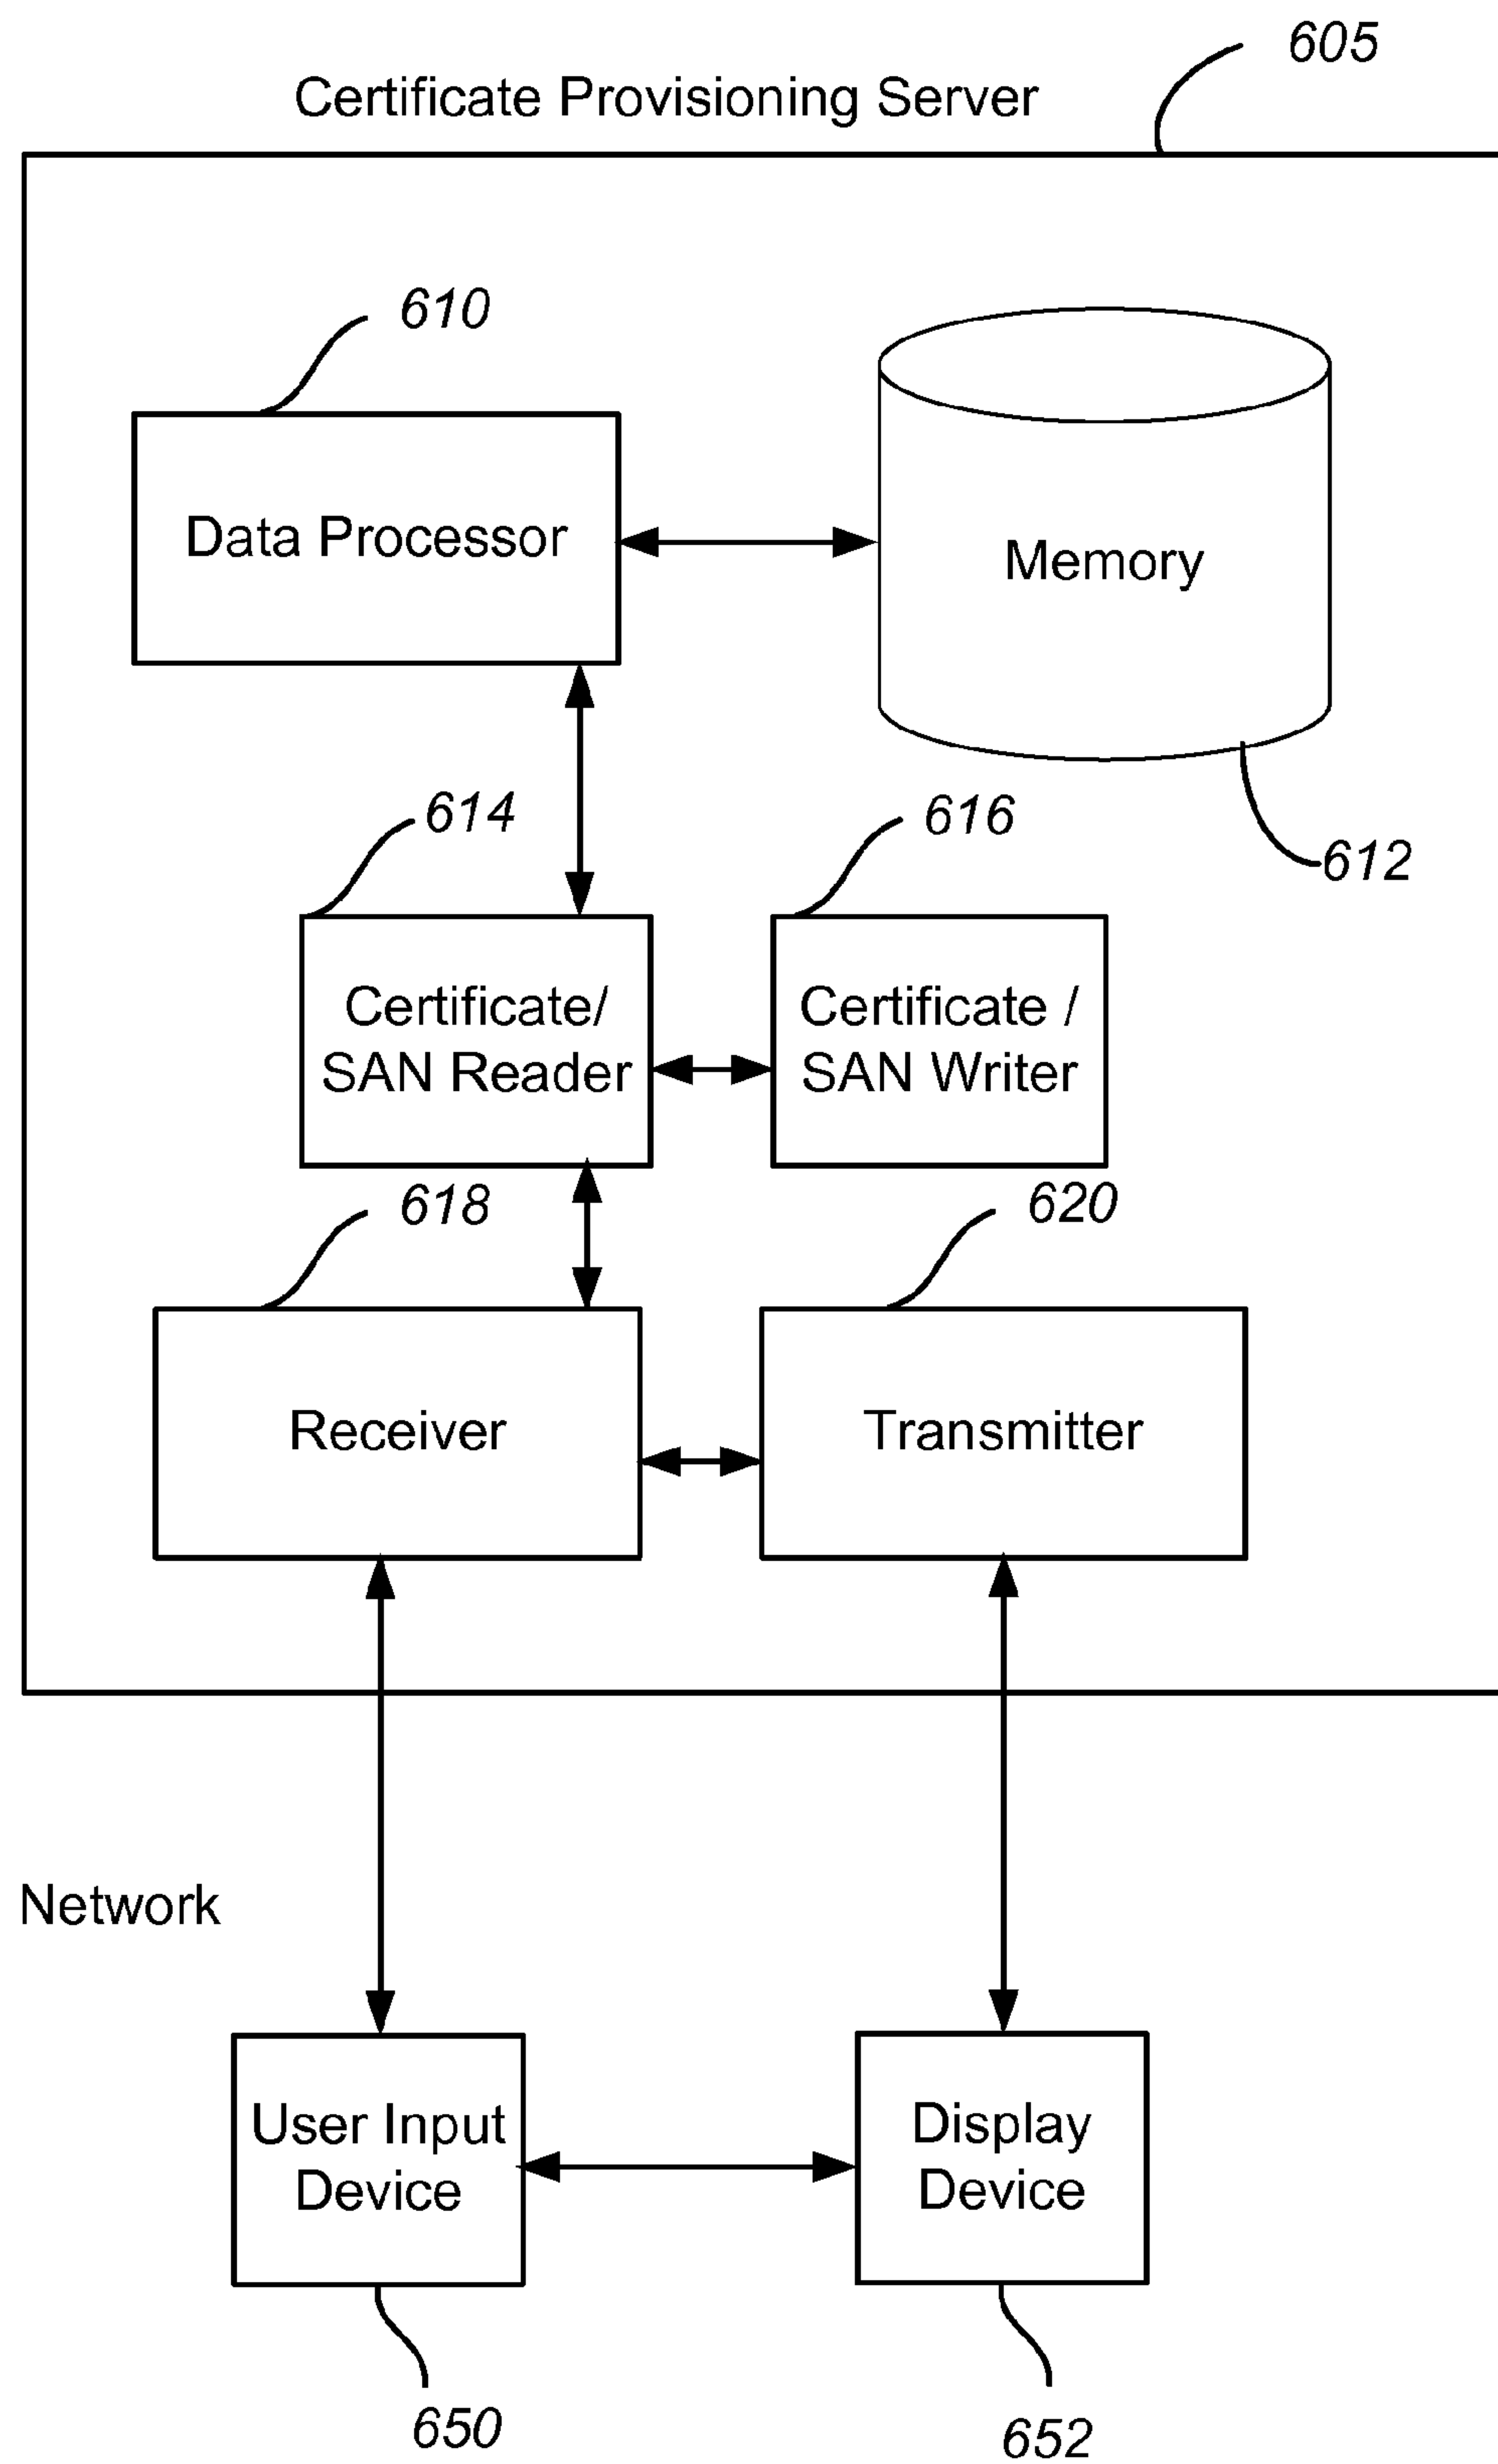 605
Certificate Provisioning Server
610
Data Processor
Memory
612
614
616
Certificate/
SAN Reader
Certificate /
SAN Writer
618
620
Receiver
Transmitter
Network
User Input
Device
Display
Device
650
652